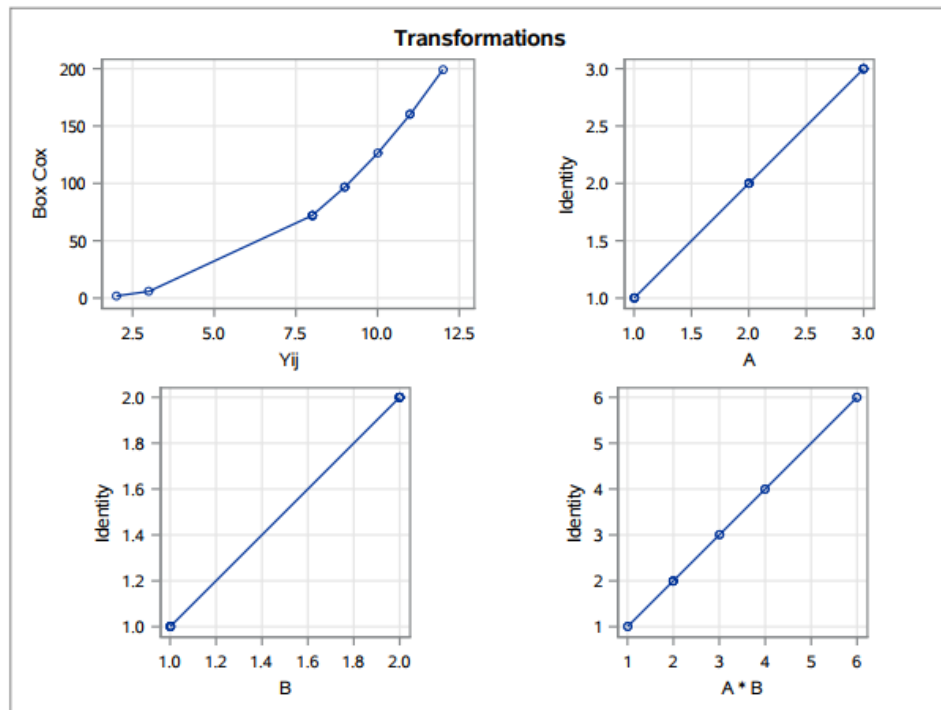 Transformations
200
150
100
50
0
Box Cox
2.5 5.0 7.5 10.0 12.5
Yij
3.0
2.5
2.0
1.5
1.0
Identity
1.0 1.5 2.0 2.5 3.0
A
2.0
1.8
1.6
1.4
1.2
1.0
Identity
1.0 1.2 1.4 1.6 1.8 2.0
B
6
5
4
3
2
1
Identity
1 2 3 4 5 6
A * B